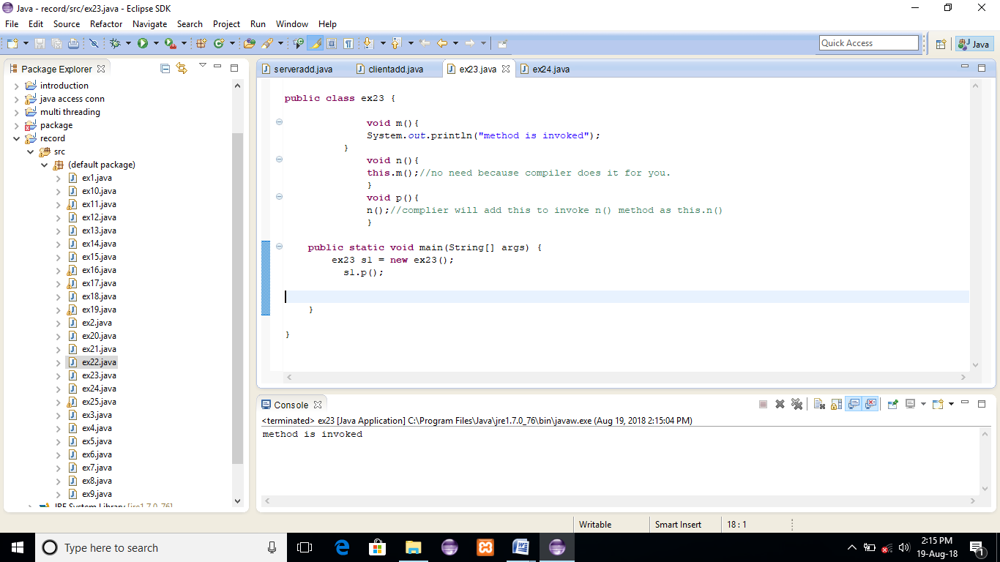 Java - record/src/ex23.java - Eclipse SDK
File Edit Source Refactor Navigate Search Project Run Window Help
Quick Access
Java
Package Explorer
introduction
java access conn
multi threading
package
record
src
(default package)
ex1.java
ex10.java
ex11.java
ex12.java
ex13.java
ex14.java
ex15.java
ex16.java
ex17.java
ex18.java
ex19.java
ex2.java
ex20.java
ex21.java
ex22.java
ex23.java
ex24.java
ex25.java
ex3.java
ex4.java
ex5.java
ex6.java
ex7.java
ex8.java
ex9.java
JRE System Library [jre1.7.0_76]
serveradd.java clientadd.java ex23.java ex24.java
public class ex23 {
void m(){
System.out.println("method is invoked");
}
void n(){
this.m();//no need because compiler does it for you.
}
void p(){
n();//complier will add this to invoke n() method as this.n()
}
public static void main(String[] args) {
ex23 s1 = new ex23();
s1.p();
}
}
Console
<terminated> ex23 [Java Application] C:\Program Files\Java\jre1.7.0_76\bin\javaw.exe (Aug 19, 2018 2:15:04 PM)
method is invoked
Writable Smart Insert 18 : 1
Type here to search
2:15 PM
19-Aug-18
1